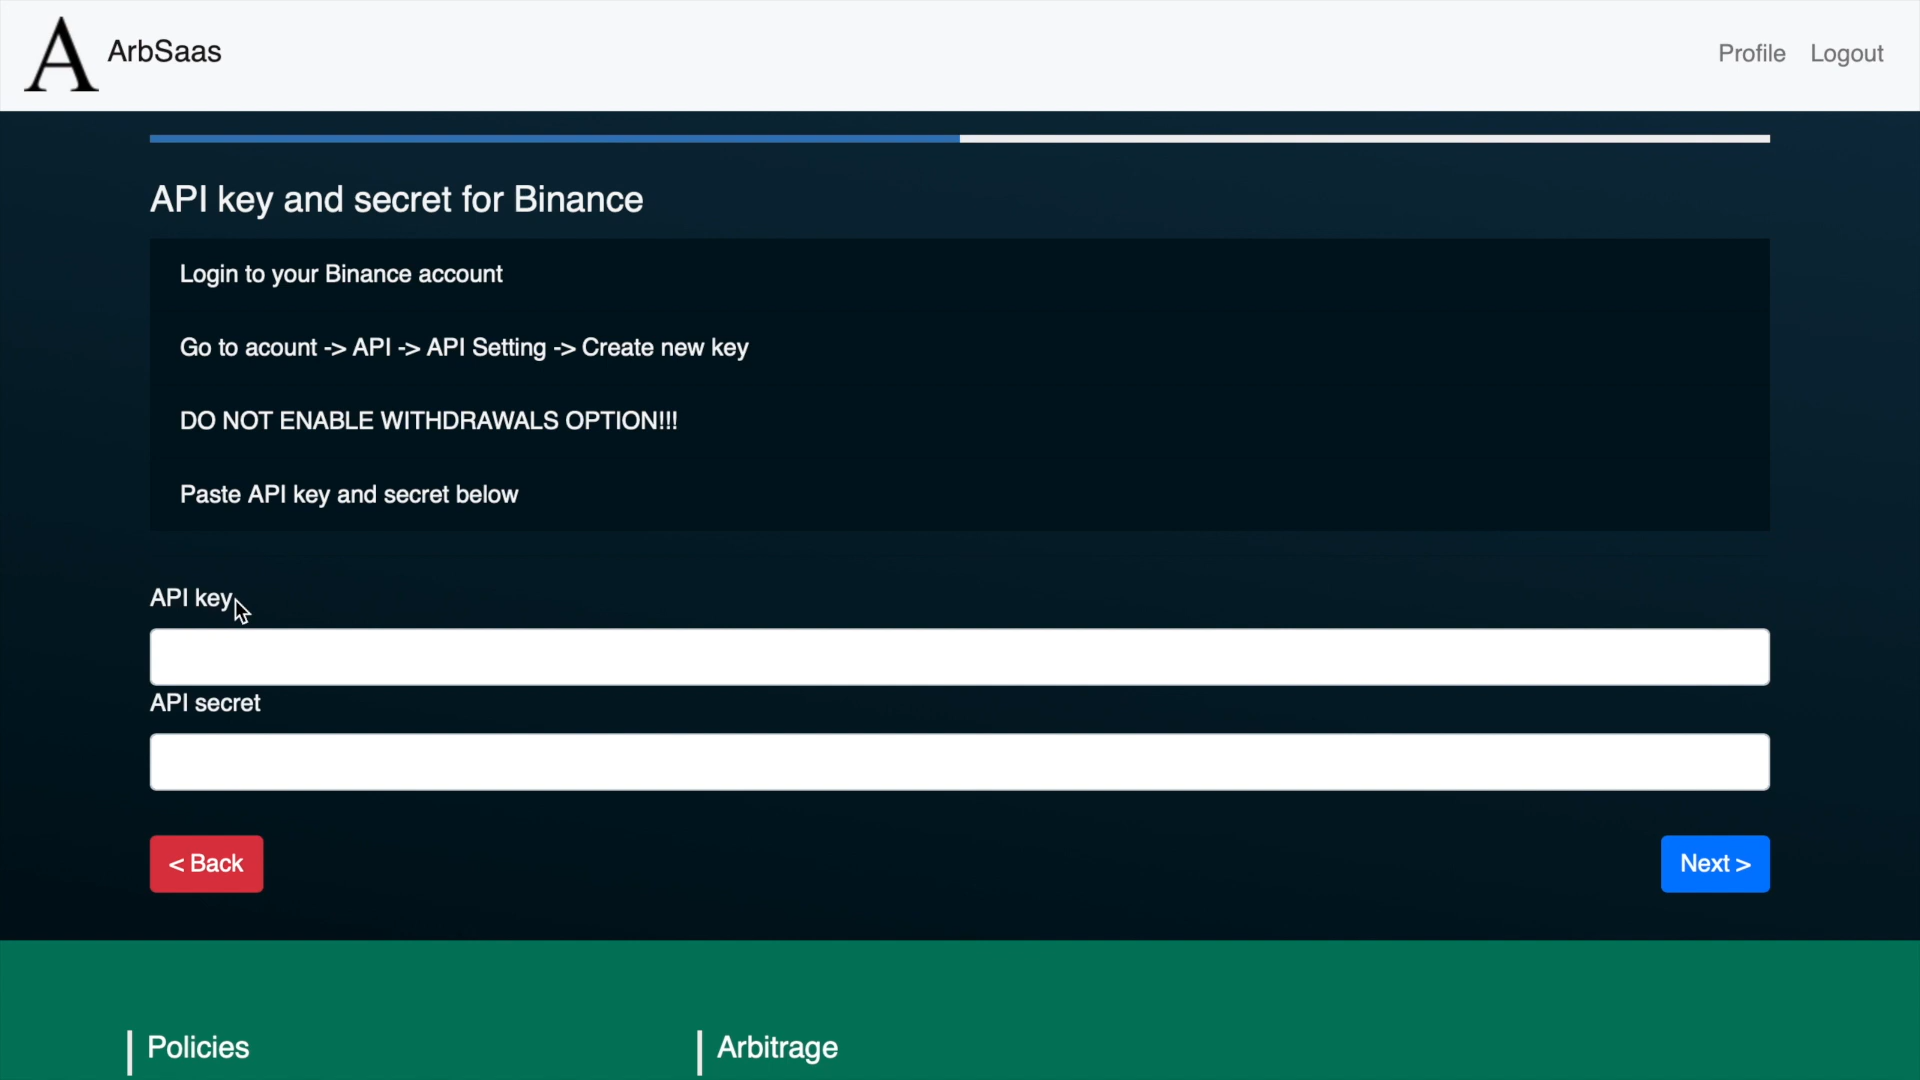 A ArbSaas
Profile Logout
API key and secret for Binance
Login to your Binance account
Go to acount -> API -> API Setting -> Create new key
DO NOT ENABLE WITHDRAWALS OPTION!!!
Paste API key and secret below
API key
API secret
< Back
Next >
Policies
Arbitrage